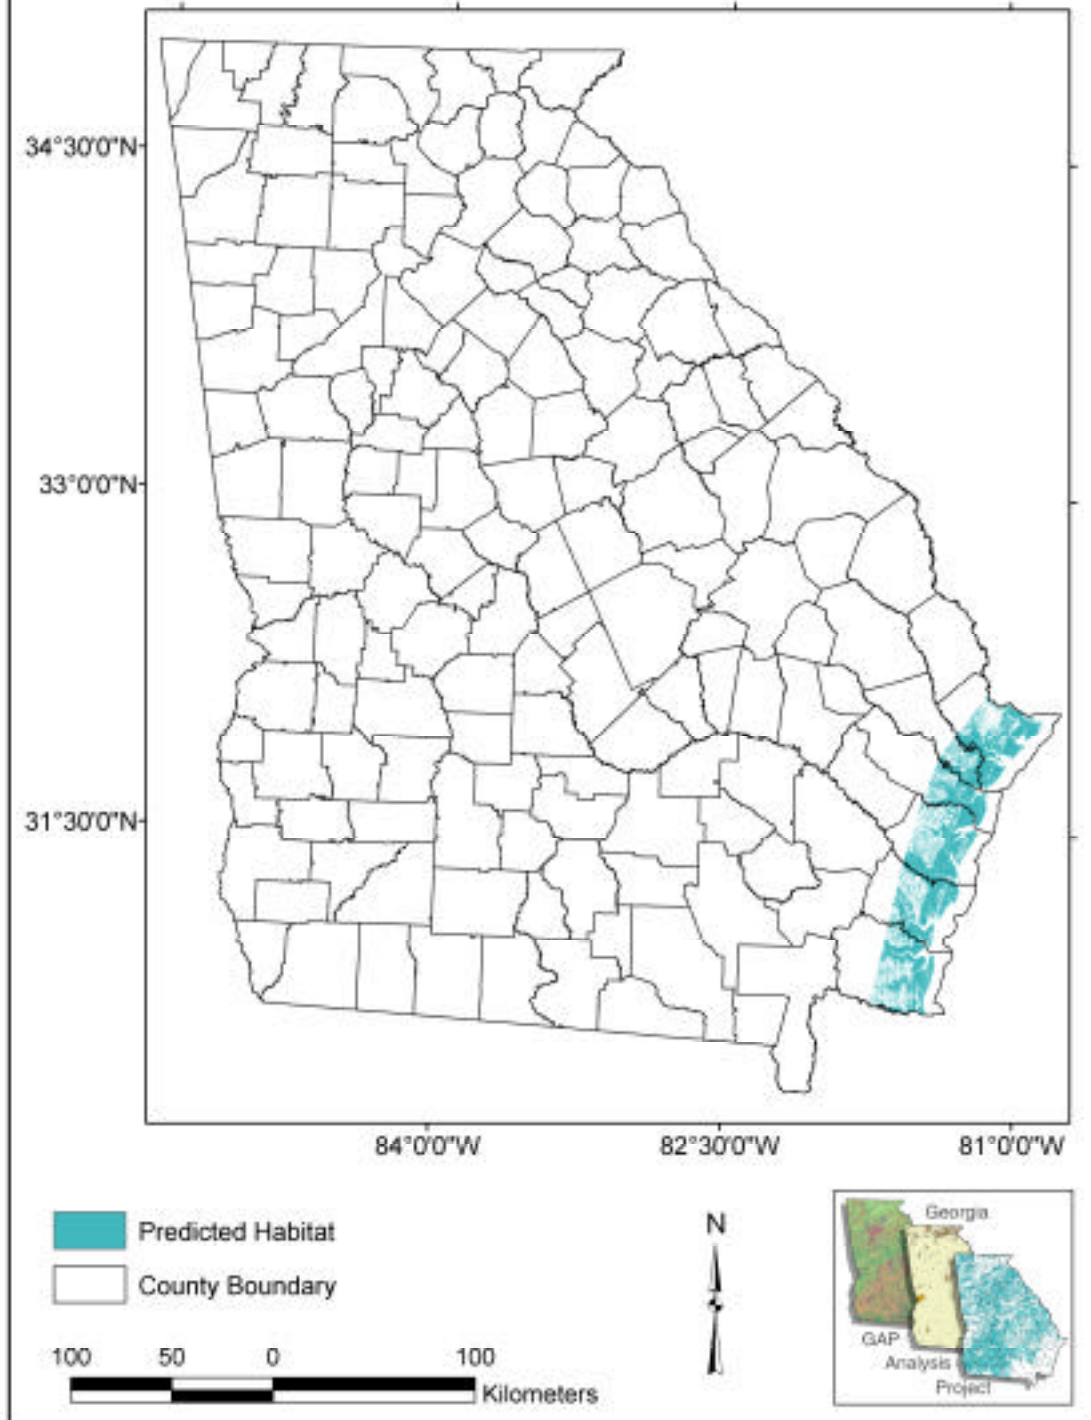 34°30'0"N
33°0'0"N
31°30'0"N
84°0'0"W 82°30'0"W 81°0'0"W
Predicted Habitat
County Boundary
N
100 50 0 100
Kilometers
Georgia
GAP
Analysis
Project